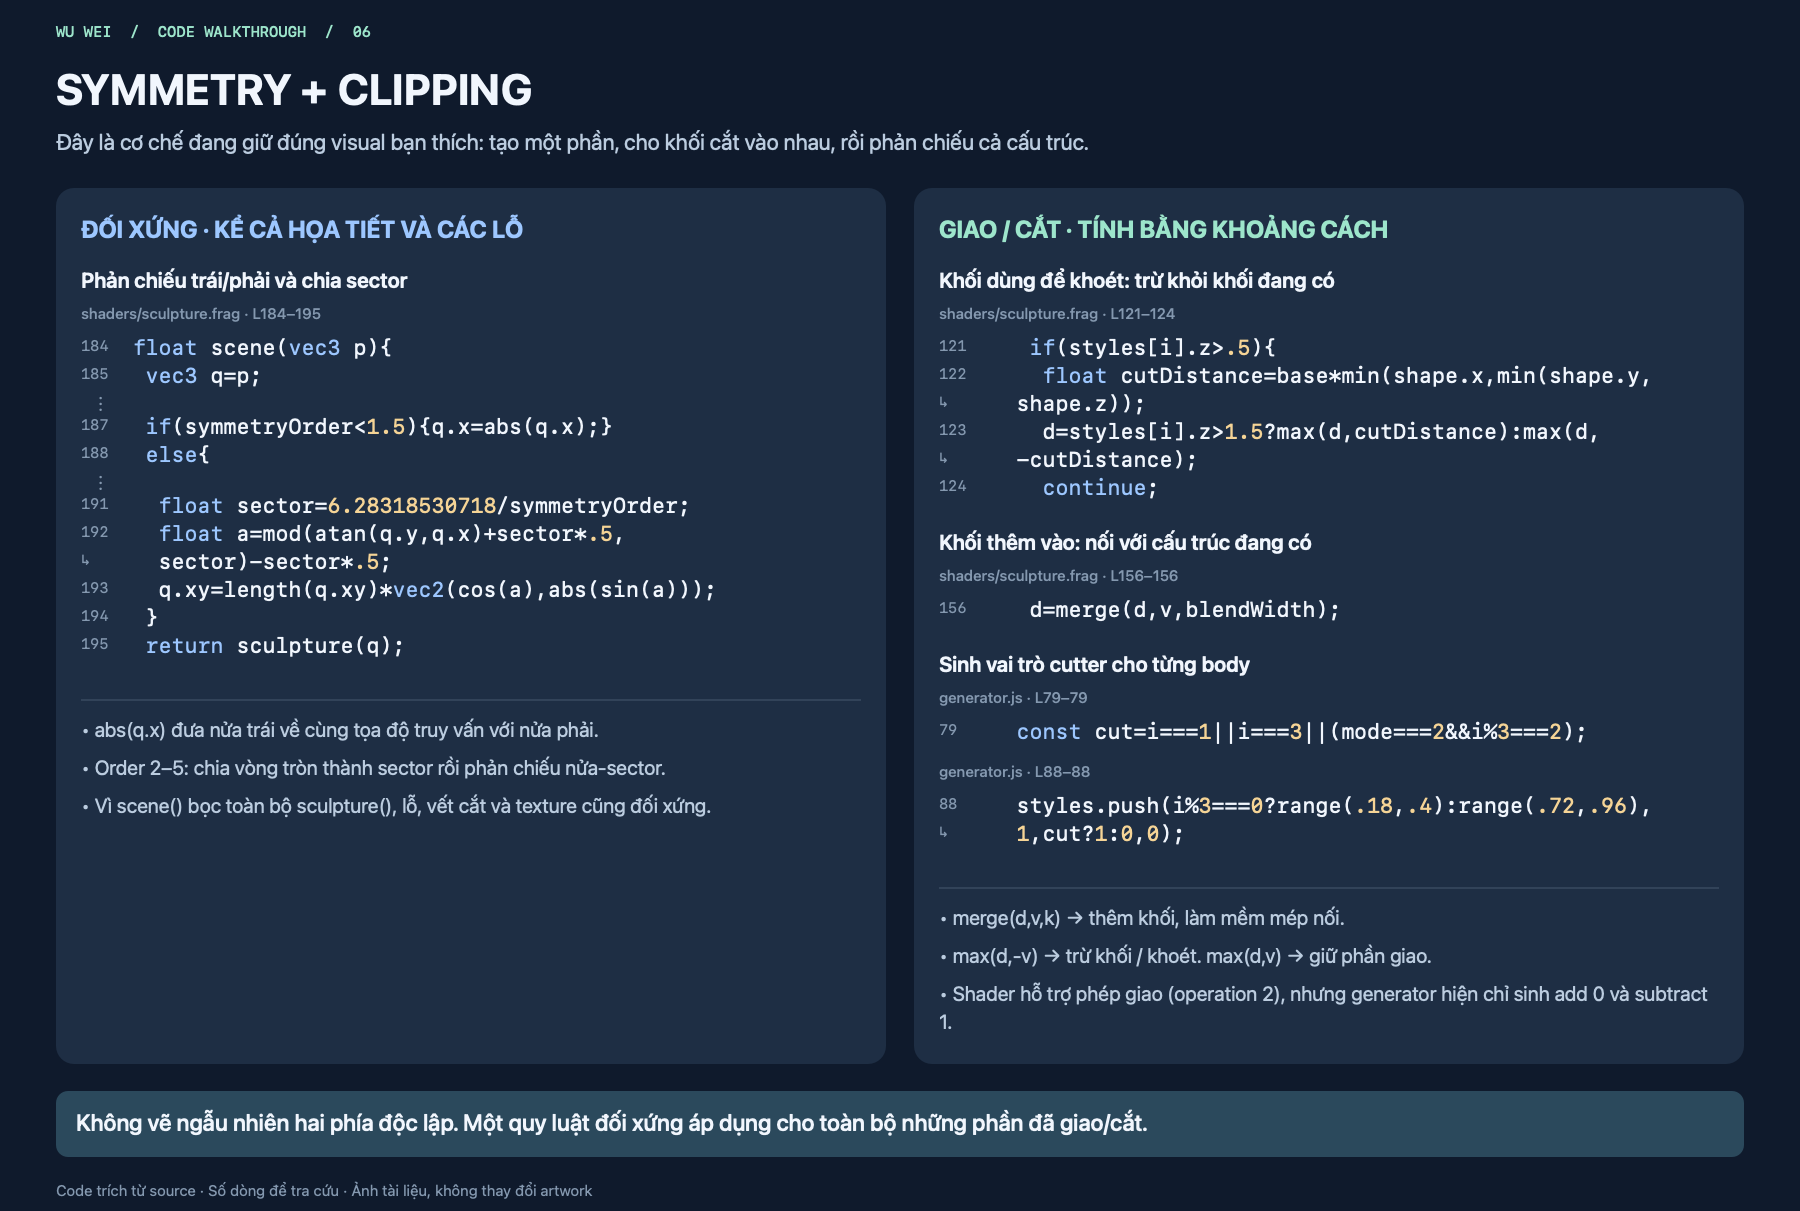 WU WEI / CODE WALKTHROUGH / 06
SYMMETRY + CLIPPING
Đây là cơ chế đang giữ đúng visual bạn thích: tạo một phần, cho khối cắt vào nhau, rồi phản chiếu cả cấu trúc.
ĐỐI XỨNG · KỂ CẢ HỌA TIẾT VÀ CÁC LỖ
Phản chiếu trái/phải và chia sector
shaders/sculpture.frag · L184–195
184 float scene(vec3 p){
185 vec3 q=p;
⋮
187 if(symmetryOrder<1.5){q.x=abs(q.x);}
188 else{
⋮
191 float sector=6.28318530718/symmetryOrder;
192 float a=mod(atan(q.y,q.x)+sector*.5,
↳ sector)-sector*.5;
193 q.xy=length(q.xy)*vec2(cos(a),abs(sin(a)));
194 }
195 return sculpture(q);
• abs(q.x) đưa nửa trái về cùng tọa độ truy vấn với nửa phải.
• Order 2–5: chia vòng tròn thành sector rồi phản chiếu nửa-sector.
• Vì scene() bọc toàn bộ sculpture(), lỗ, vết cắt và texture cũng đối xứng.
GIAO / CẮT · TÍNH BẰNG KHOẢNG CÁCH
Khối dùng để khoét: trừ khỏi khối đang có
shaders/sculpture.frag · L121–124
121 if(styles[i].z>.5){
122 float cutDistance=base*min(shape.x,min(shape.y,
↳ shape.z));
123 d=styles[i].z>1.5?max(d,cutDistance):max(d,
↳ -cutDistance);
124 continue;
Khối thêm vào: nối với cấu trúc đang có
shaders/sculpture.frag · L156–156
156 d=merge(d,v,blendWidth);
Sinh vai trò cutter cho từng body
generator.js · L79–79
79 const cut=i===1||i===3||(mode===2&&i%3===2);
generator.js · L88–88
88 styles.push(i%3===0?range(.18,.4):range(.72,.96),
↳ 1,cut?1:0,0);
• merge(d,v,k) → thêm khối, làm mềm mép nối.
• max(d,-v) → trừ khối / khoét. max(d,v) → giữ phần giao.
• Shader hỗ trợ phép giao (operation 2), nhưng generator hiện chỉ sinh add 0 và subtract
1.
Không vẽ ngẫu nhiên hai phía độc lập. Một quy luật đối xứng áp dụng cho toàn bộ những phần đã giao/cắt.
Code trích từ source · Số dòng để tra cứu · Ảnh tài liệu, không thay đổi artwork